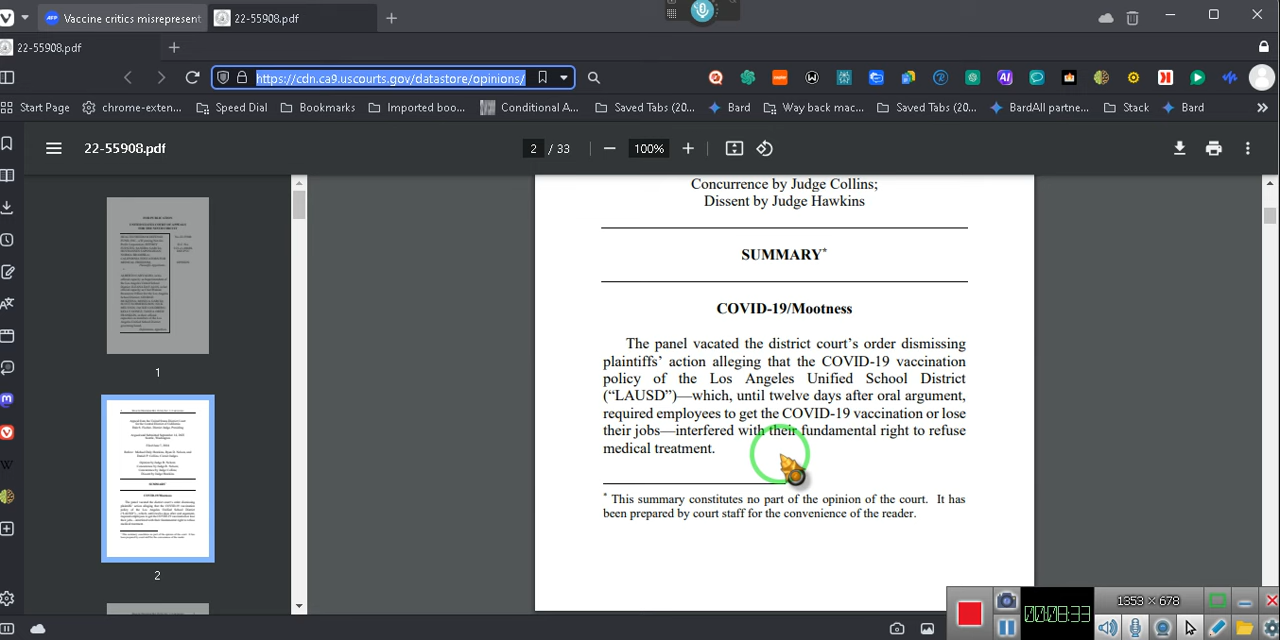 Vaccine critics misrepresent
22-55908.pdf
22-55908.pdf
https://cdn.ca9.uscourts.gov/datastore/opinions/
Start Page
chrome-exten...
Speed Dial
Bookmarks
Imported boo...
Conditional A...
Saved Tabs (20...
Bard
Way back mac...
Saved Tabs (20...
BardAll partne...
Stack
Bard
22-55908.pdf
2 / 33
100%
Concurrence by Judge Collins;
Dissent by Judge Hawkins
SUMMARY*
COVID-19/Mootness
The panel vacated the district court's order dismissing
plaintiffs' action alleging that the COVID-19 vaccination
policy of the Los Angeles Unified School District
("LAUSD")—which, until twelve days after oral argument,
required employees to get the COVID-19 vaccination or lose
their jobs—interfered with their fundamental right to refuse
medical treatment.
* This summary constitutes no part of the opinion of the court. It has
been prepared by court staff for the convenience of the reader.
1
2
1353 × 678
00:08:33